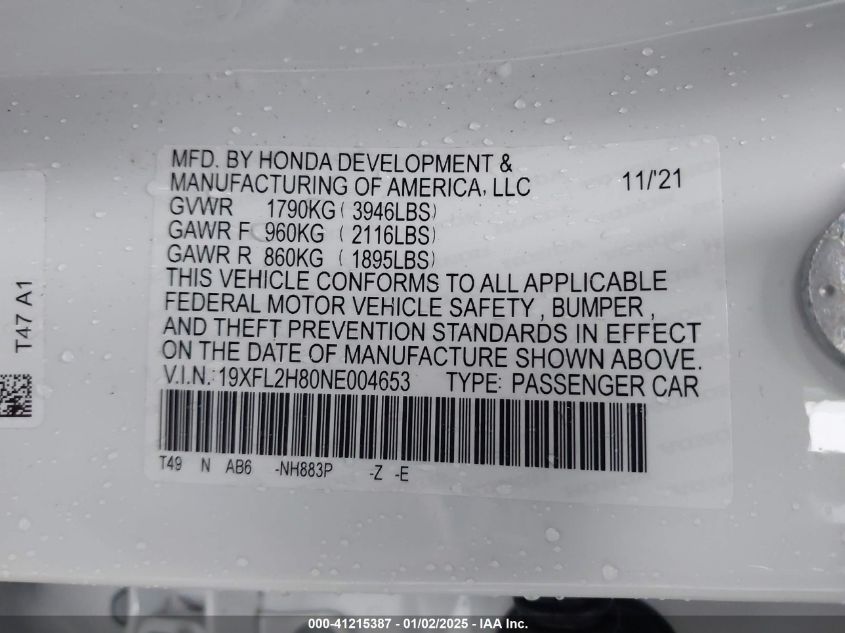 MFD. BY HONDA DEVELOPMENT &
MANUFACTURING OF AMERICA, LLC 11/'21
GVWR 1790KG ( 3946LBS)
GAWR F 960KG ( 2116LBS)
GAWR R 860KG ( 1895LBS)
THIS VEHICLE CONFORMS TO ALL APPLICABLE
FEDERAL MOTOR VEHICLE SAFETY , BUMPER ,
AND THEFT PREVENTION STANDARDS IN EFFECT
ON THE DATE OF MANUFACTURE SHOWN ABOVE.
V.I.N.: 19XFL2H80NE004653 TYPE: PASSENGER CAR
T49 N AB6 -NH883P -Z -E
T47 A1
000-41215387 - 01/02/2025 - IAA Inc.